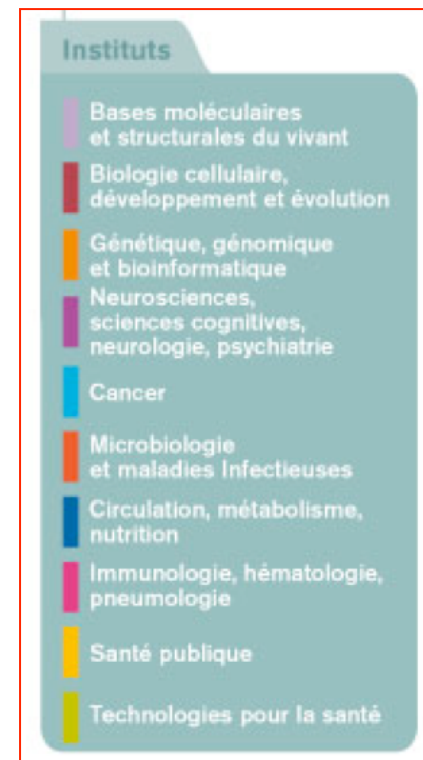 Instituts
Bases moléculaires
et structurales du vivant
Biologie cellulaire,
développement et évolution
Génétique, génomique
et bioinformatique
Neurosciences,
sciences cognitives,
neurologie, psychiatrie
Cancer
Microbiologie
et maladies Infectieuses
Circulation, métabolisme,
nutrition
Immunologie, hématologie,
pneumologie
Santé publique
Technologies pour la santé